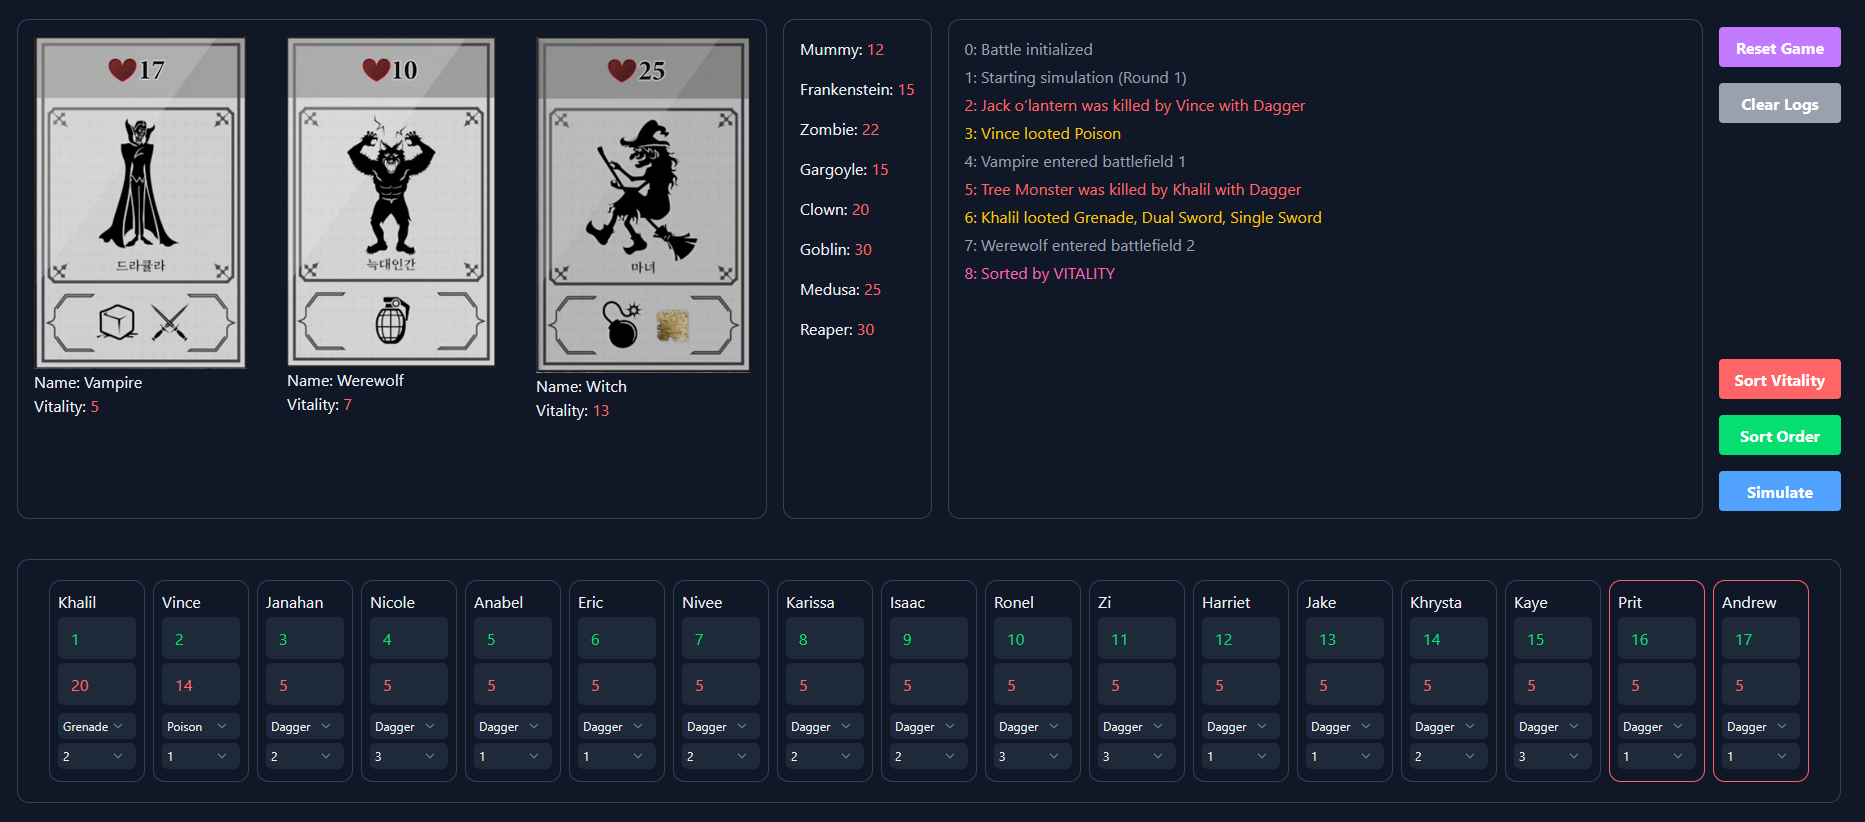 17
드라큘라
Name: Vampire
Vitality: 5
10
늑대인간
Name: Werewolf
Vitality: 7
25
마녀
Name: Witch
Vitality: 13
Mummy: 12
Frankenstein: 15
Zombie: 22
Gargoyle: 15
Clown: 20
Goblin: 30
Medusa: 25
Reaper: 30
0: Battle initialized
1: Starting simulation (Round 1)
2: Jack o'lantern was killed by Vince with Dagger
3: Vince looted Poison
4: Vampire entered battlefield 1
5: Tree Monster was killed by Khalil with Dagger
6: Khalil looted Grenade, Dual Sword, Single Sword
7: Werewolf entered battlefield 2
8: Sorted by VITALITY
Reset Game
Clear Logs
Sort Vitality
Sort Order
Simulate
Khalil
1
20
Grenade
2
Vince
2
14
Poison
1
Janahan
3
5
Dagger
2
Nicole
4
5
Dagger
3
Anabel
5
5
Dagger
1
Eric
6
5
Dagger
1
Nivee
7
5
Dagger
2
Karissa
8
5
Dagger
2
Isaac
9
5
Dagger
2
Ronel
10
5
Dagger
3
Zi
11
5
Dagger
3
Harriet
12
5
Dagger
1
Jake
13
5
Dagger
1
Khrysta
14
5
Dagger
2
Kaye
15
5
Dagger
3
Prit
16
5
Dagger
1
Andrew
17
5
Dagger
1